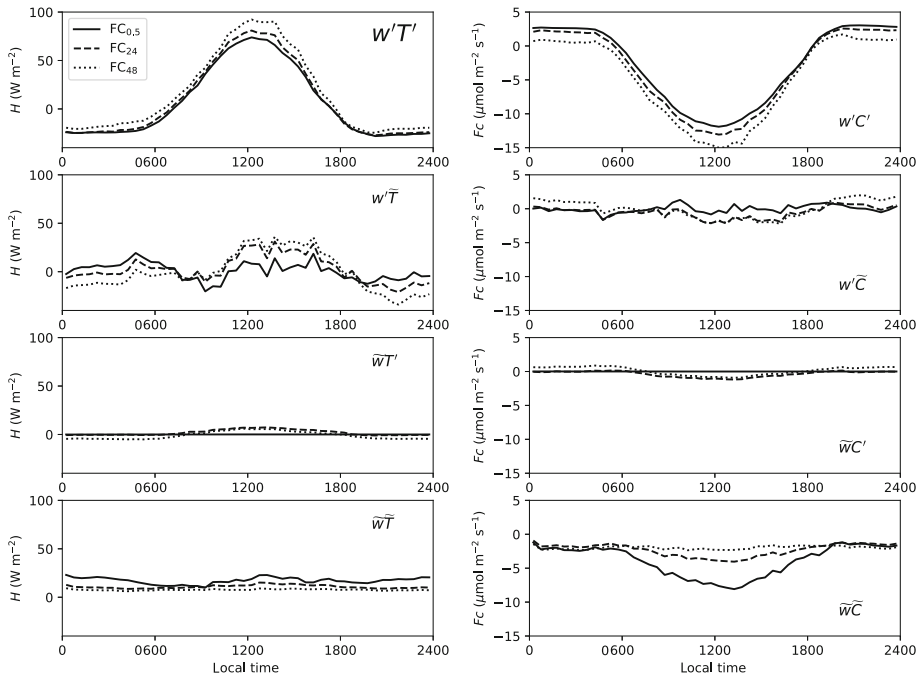 100
50
0
H (W m⁻²)
FC₀,₅
FC₂₄
FC₄₈
w′T′
0 0600 1200 1800 2400
5
0
−5
−10
−15
Fc (μmol m⁻² s⁻¹)
w′C′
0 0600 1200 1800 2400
100
50
0
H (W m⁻²)
w′T̃
0 0600 1200 1800 2400
5
0
−5
−10
−15
Fc (μmol m⁻² s⁻¹)
w′C̃
0 0600 1200 1800 2400
100
50
0
H (W m⁻²)
w̃T′
0 0600 1200 1800 2400
5
0
−5
−10
−15
Fc (μmol m⁻² s⁻¹)
w̃C′
0 0600 1200 1800 2400
100
50
0
H (W m⁻²)
w̃T̃
0 0600 1200 1800 2400
Local time
5
0
−5
−10
−15
Fc (μmol m⁻² s⁻¹)
w̃C̃
0 0600 1200 1800 2400
Local time